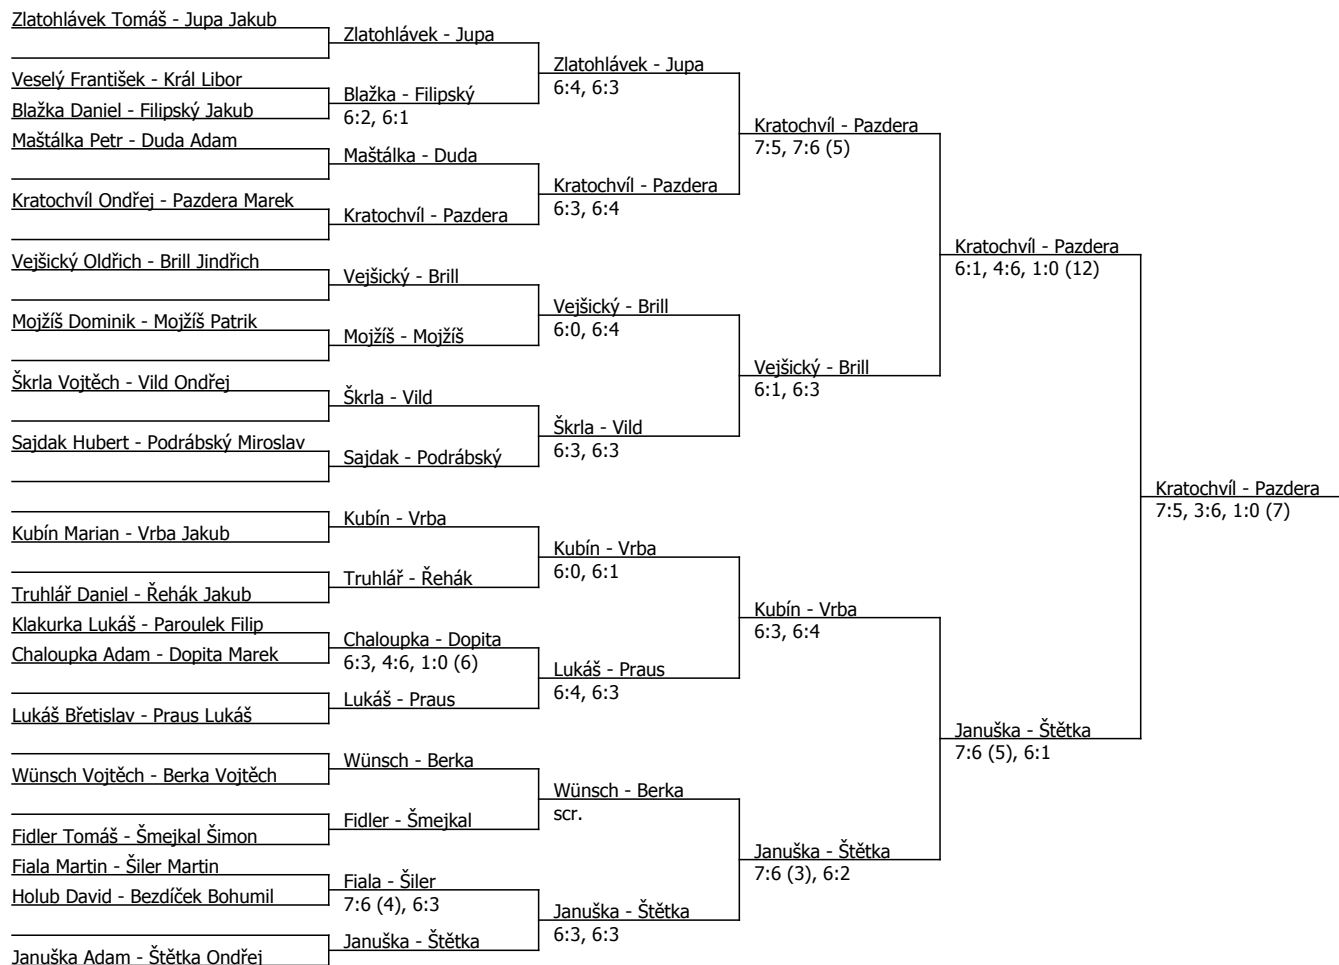 Zlatohlávek Tomáš - Jupa Jakub
Veselý František - Král Libor
Blažka Daniel - Filipský Jakub
Maštálka Petr - Duda Adam
Kratochvíl Ondřej - Pazdera Marek
Vejšický Oldřich - Brill Jindřich
Mojžíš Dominik - Mojžíš Patrik
Škrla Vojtěch - Vild Ondřej
Sajdak Hubert - Podrábský Miroslav
Kubín Marian - Vrba Jakub
Truhlář Daniel - Řehák Jakub
Klakurka Lukáš - Paroulek Filip
Chaloupka Adam - Dopita Marek
Lukáš Břetislav - Praus Lukáš
Wünsch Vojtěch - Berka Vojtěch
Fidler Tomáš - Šmejkal Šimon
Fiala Martin - Šiler Martin
Holub David - Bezdíček Bohumil
Januška Adam - Štětka Ondřej
Zlatohlávek - Jupa
Blažka - Filipský
6:2, 6:1
Maštálka - Duda
Kratochvíl - Pazdera
Vejšický - Brill
Mojžíš - Mojžíš
Škrla - Vild
Sajdak - Podrábský
Kubín - Vrba
Truhlář - Řehák
Chaloupka - Dopita
6:3, 4:6, 1:0 (6)
Lukáš - Praus
Wünsch - Berka
Fidler - Šmejkal
Fiala - Šiler
7:6 (4), 6:3
Januška - Štětka
Zlatohlávek - Jupa
6:4, 6:3
Kratochvíl - Pazdera
6:3, 6:4
Vejšický - Brill
6:0, 6:4
Škrla - Vild
6:3, 6:3
Kubín - Vrba
6:0, 6:1
Lukáš - Praus
6:4, 6:3
Wünsch - Berka
scr.
Januška - Štětka
6:3, 6:3
Kratochvíl - Pazdera
7:5, 7:6 (5)
Vejšický - Brill
6:1, 6:3
Kubín - Vrba
6:3, 6:4
Januška - Štětka
7:6 (3), 6:2
Kratochvíl - Pazdera
6:1, 4:6, 1:0 (12)
Januška - Štětka
7:6 (5), 6:1
Kratochvíl - Pazdera
7:5, 3:6, 1:0 (7)